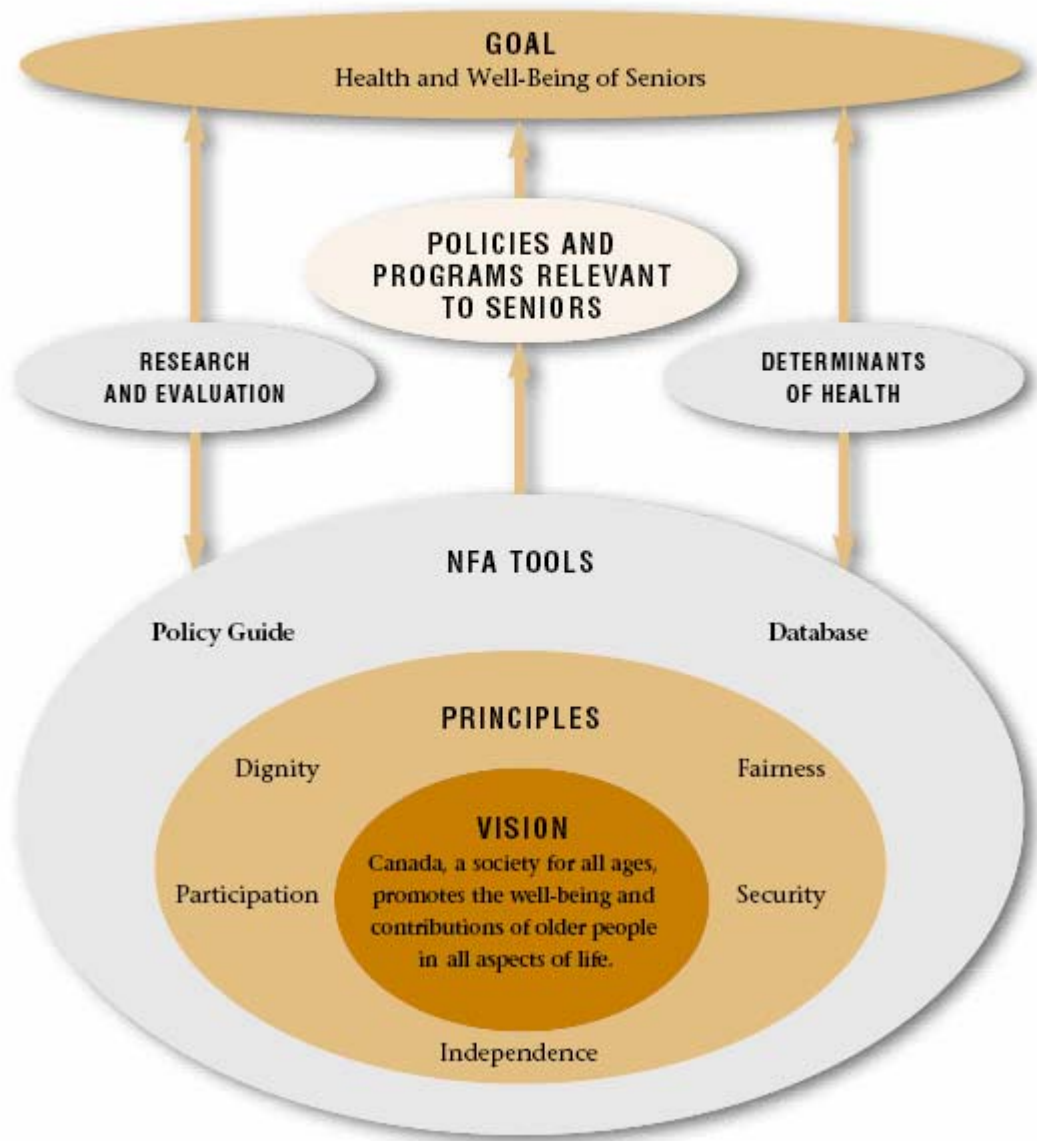 GOAL
Health and Well-Being of Seniors
POLICIES AND
PROGRAMS RELEVANT
TO SENIORS
RESEARCH
AND EVALUATION
DETERMINANTS
OF HEALTH
NFA TOOLS
Policy Guide
Database
PRINCIPLES
Dignity
Fairness
VISION
Canada, a society for all ages,
promotes the well-being and
contributions of older people
in all aspects of life.
Participation
Security
Independence